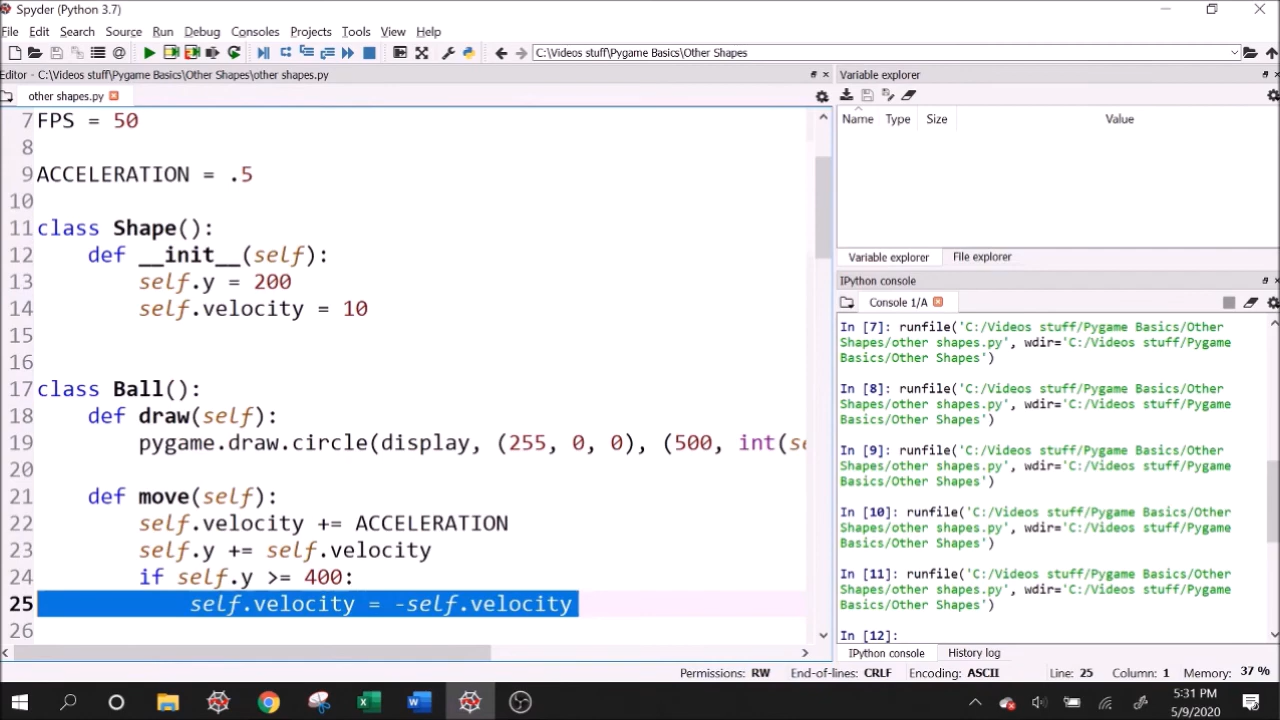 Spyder (Python 3.7)
File Edit Search Source Run Debug Consoles Projects Tools View Help
C:\Videos stuff\Pygame Basics\Other Shapes
Editor - C:\Videos stuff\Pygame Basics\Other Shapes\other shapes.py
other shapes.py
7 FPS = 50
8
9 ACCELERATION = .5
10
11 class Shape():
12 def __init__(self):
13 self.y = 200
14 self.velocity = 10
15
16
17 class Ball():
18 def draw(self):
19 pygame.draw.circle(display, (255, 0, 0), (500, int(se
20
21 def move(self):
22 self.velocity += ACCELERATION
23 self.y += self.velocity
24 if self.y >= 400:
25 self.velocity = -self.velocity
26
Variable explorer
Name Type Size Value
Variable explorer File explorer
IPython console
Console 1/A
In [7]: runfile('C:/Videos stuff/Pygame Basics/Other
Shapes/other shapes.py', wdir='C:/Videos stuff/Pygame
Basics/Other Shapes')
In [8]: runfile('C:/Videos stuff/Pygame Basics/Other
Shapes/other shapes.py', wdir='C:/Videos stuff/Pygame
Basics/Other Shapes')
In [9]: runfile('C:/Videos stuff/Pygame Basics/Other
Shapes/other shapes.py', wdir='C:/Videos stuff/Pygame
Basics/Other Shapes')
In [10]: runfile('C:/Videos stuff/Pygame Basics/Other
Shapes/other shapes.py', wdir='C:/Videos stuff/Pygame
Basics/Other Shapes')
In [11]: runfile('C:/Videos stuff/Pygame Basics/Other
Shapes/other shapes.py', wdir='C:/Videos stuff/Pygame
Basics/Other Shapes')
In [12]:
IPython console History log
Permissions: RW End-of-lines: CRLF Encoding: ASCII Line: 25 Column: 1 Memory: 37 %
5:31 PM
5/9/2020